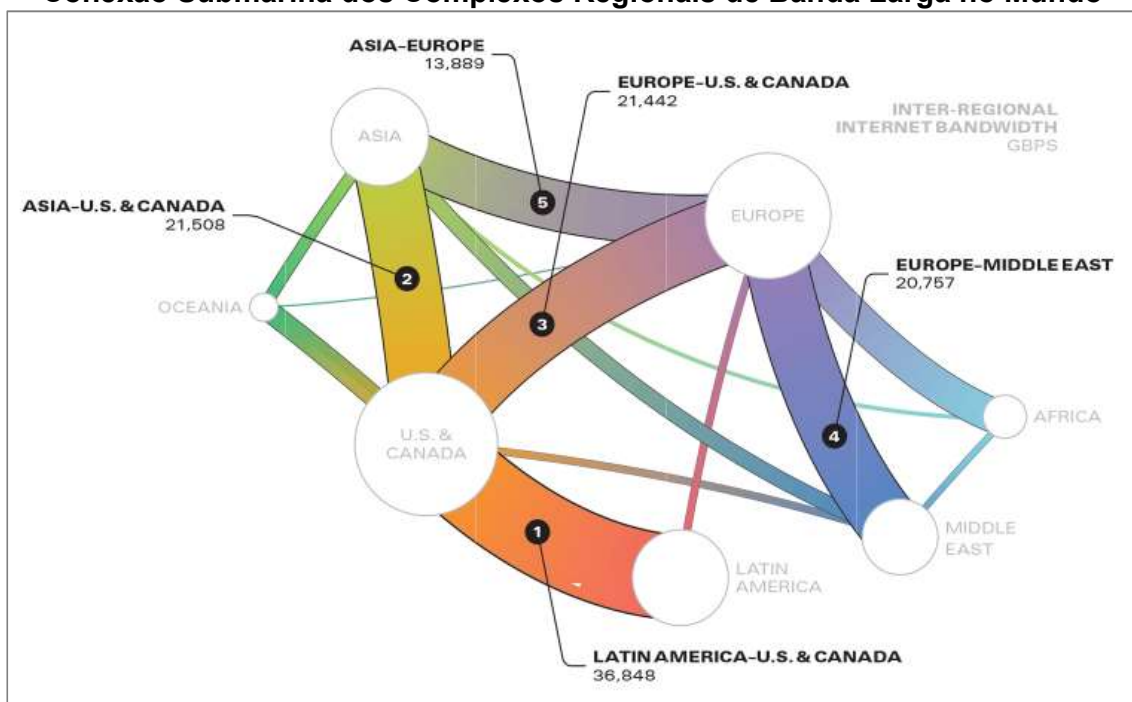 Conexão Submarina dos Complexos Regionais de Banda Larga no Mundo
ASIA–EUROPE
13,889
EUROPE–U.S. & CANADA
21,442
INTER-REGIONAL
INTERNET BANDWIDTH
GBPS
ASIA
ASIA–U.S. & CANADA
21,508
5
EUROPE
2
EUROPE–MIDDLE EAST
20,757
OCEANIA
3
U.S. &
CANADA
4
AFRICA
1
MIDDLE
EAST
LATIN
AMERICA
LATIN AMERICA–U.S. & CANADA
36,848